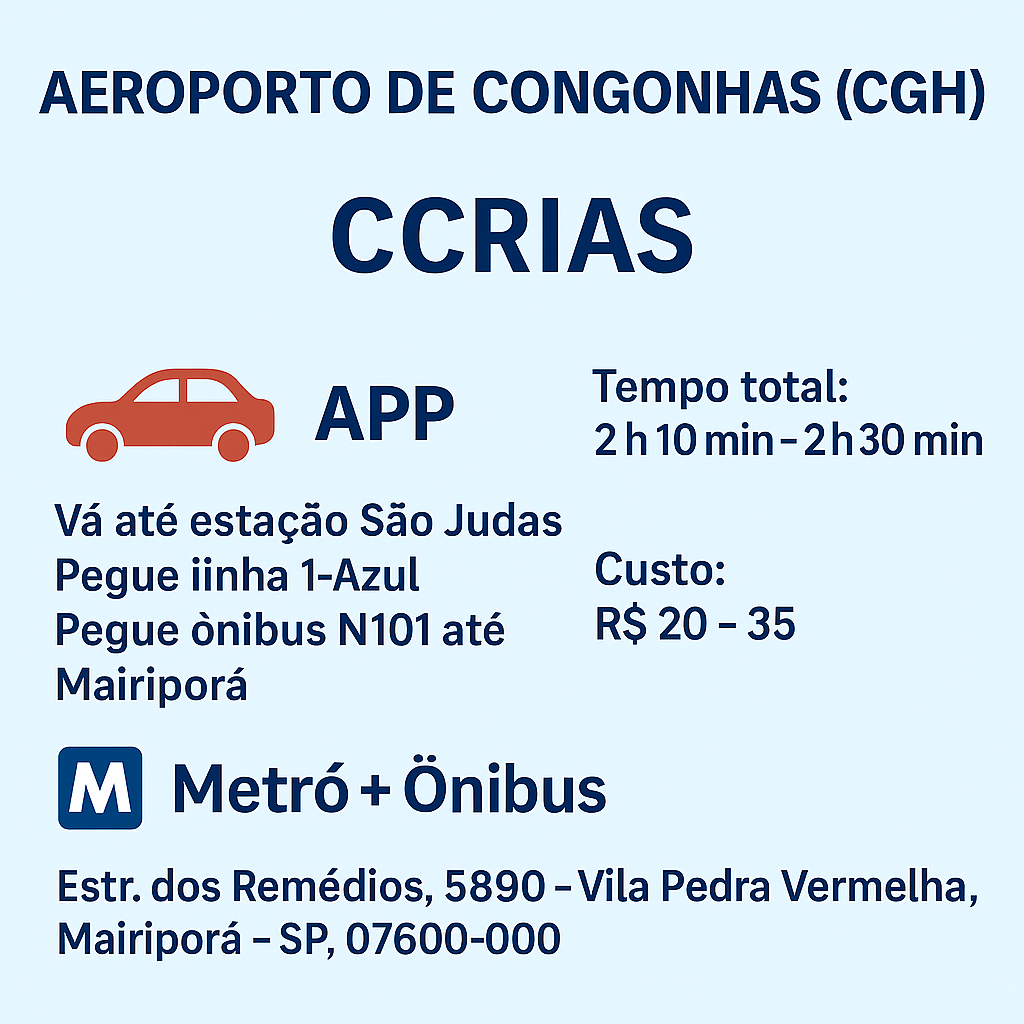 AEROPORTO DE CONGONHAS (CGH)
CCRIAS
APP
Tempo total:
2 h 10 min – 2 h 30 min
Vá até estação São Judas
Pegue iinha 1-Azul
Pegue ònibus N101 até
Mairiporá
Custo:
R$ 20 – 35
M
Metró + Önibus
Estr. dos Remédios, 5890 – Vila Pedra Vermelha,
Mairiporá – SP, 07600-000